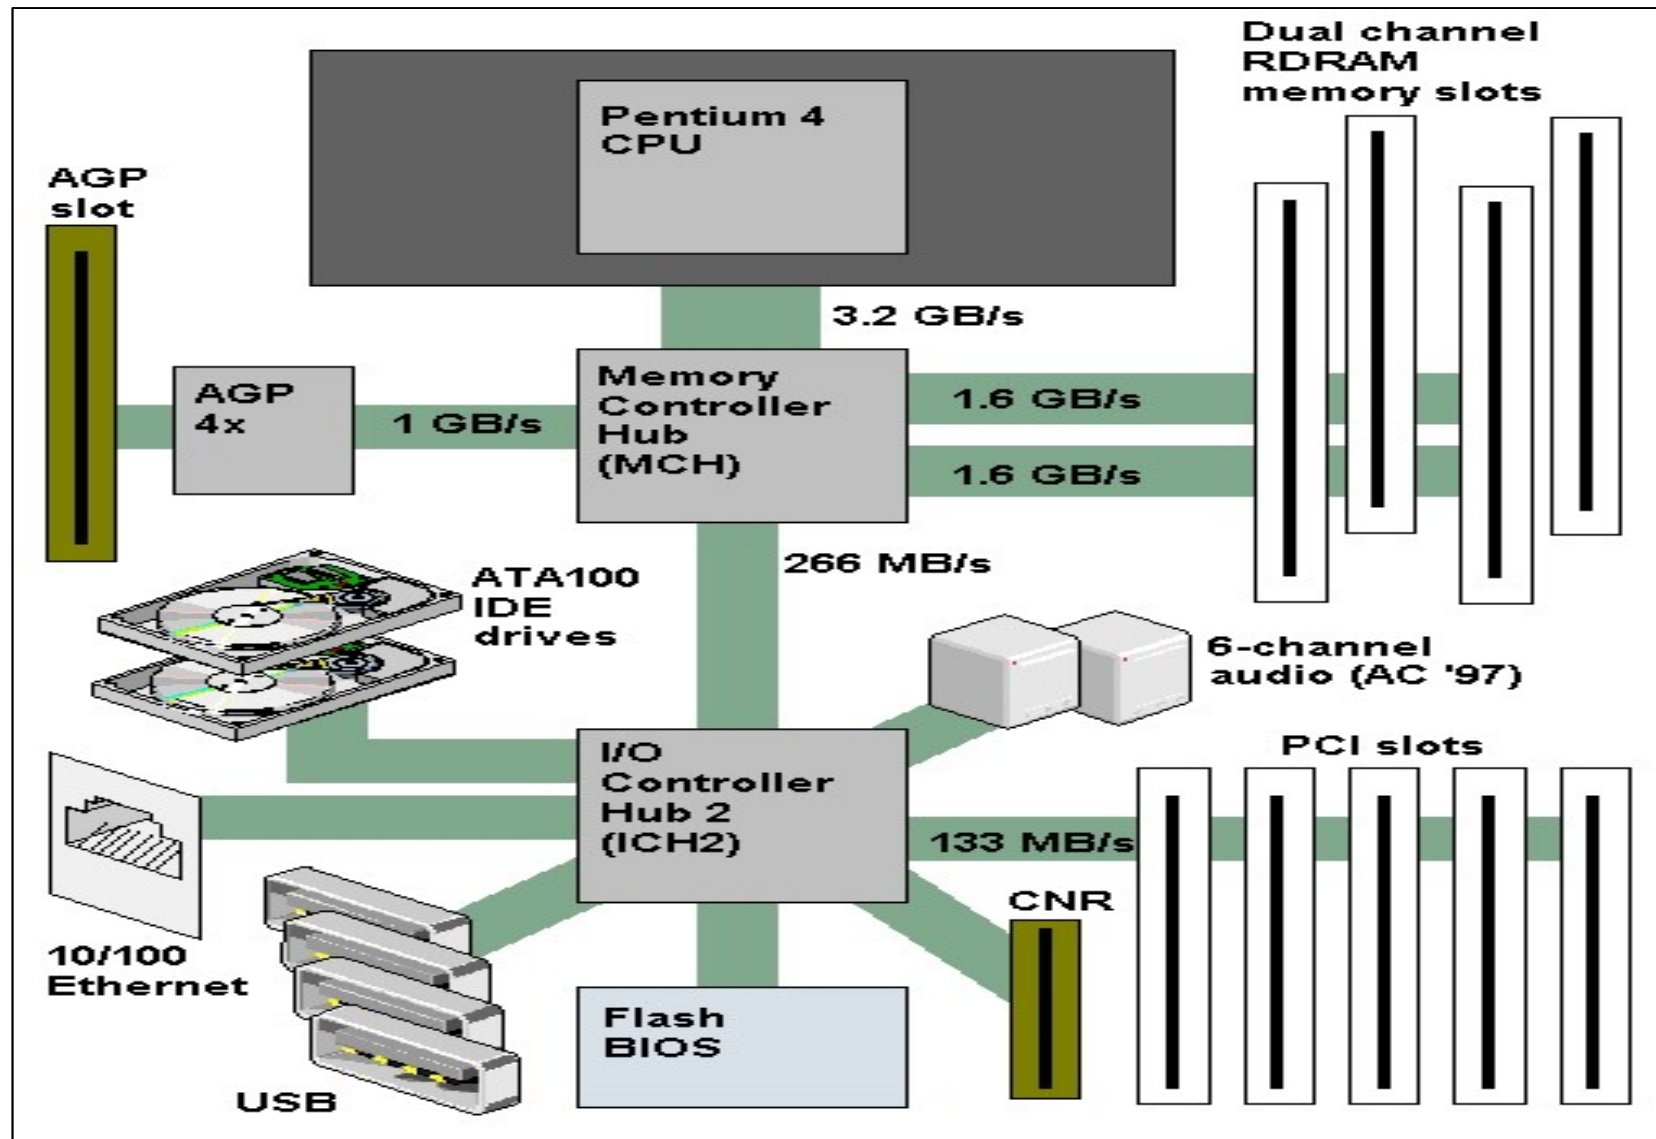 Dual channel
RDRAM
memory slots
Pentium 4
CPU
AGP
slot
3.2 GB/s
AGP
4x
1 GB/s
Memory
Controller
Hub
(MCH)
1.6 GB/s
1.6 GB/s
266 MB/s
ATA100
IDE
drives
6-channel
audio (AC '97)
I/O
Controller
Hub 2
(ICH2)
PCI slots
133 MB/s
CNR
10/100
Ethernet
Flash
BIOS
USB